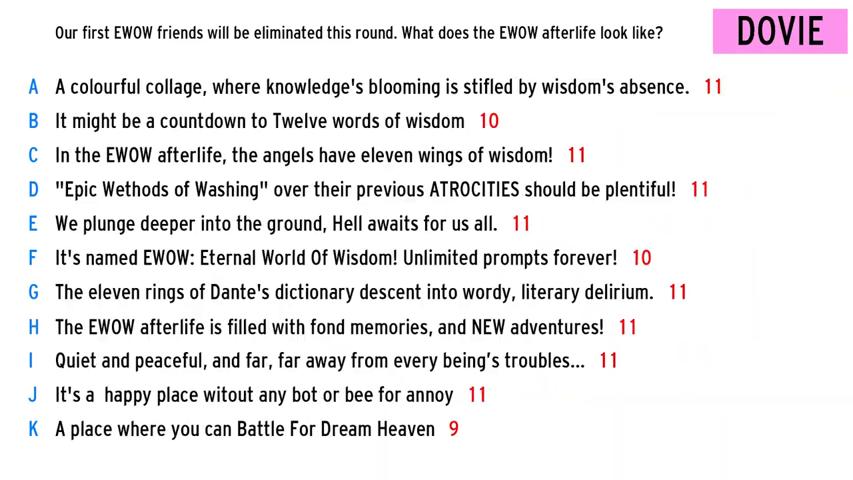 Our first EWOW friends will be eliminated this round. What does the EWOW afterlife look like?
DOVIE
A A colourful collage, where knowledge's blooming is stifled by wisdom's absence. 11
B It might be a countdown to Twelve words of wisdom 10
C In the EWOW afterlife, the angels have eleven wings of wisdom! 11
D "Epic Wethods of Washing" over their previous ATROCITIES should be plentiful! 11
E We plunge deeper into the ground, Hell awaits for us all. 11
F It's named EWOW: Eternal World Of Wisdom! Unlimited prompts forever! 10
G The eleven rings of Dante's dictionary descent into wordy, literary delirium. 11
H The EWOW afterlife is filled with fond memories, and NEW adventures! 11
I Quiet and peaceful, and far, far away from every being’s troubles... 11
J It's a  happy place witout any bot or bee for annoy 11
K A place where you can Battle For Dream Heaven 9